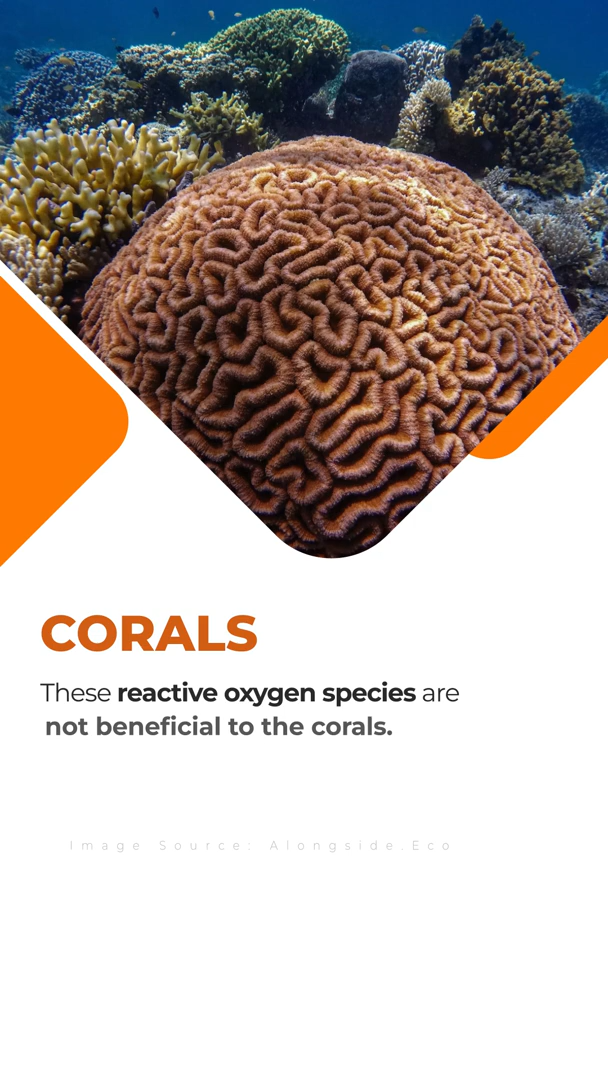 CORALS
These reactive oxygen species are
not beneficial to the corals.
Image Source: Alongside.Eco